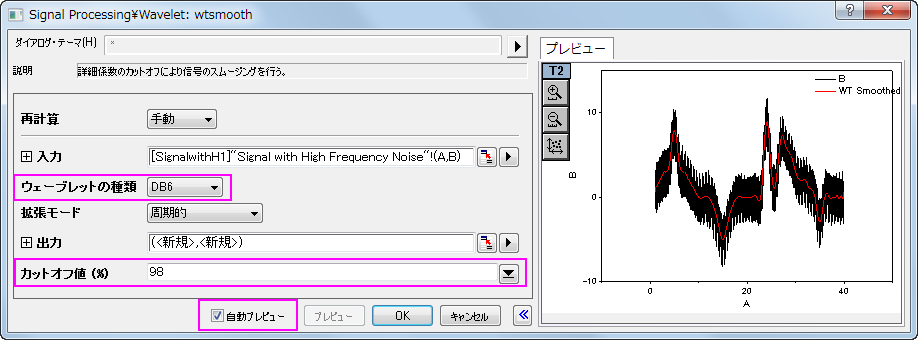 Signal Processing¥Wavelet: wtsmooth
ダイアログ・テーマ(H) *
説明 詳細係数のカットオフにより信号のスムージングを行う。
再計算 手動
入力 [SignalwithH1]"Signal with High Frequency Noise"!(A,B)
ウェーブレットの種類 DB6
拡張モード 周期的
出力 (<新規>,<新規>)
カットオフ値 (%) 98
自動プレビュー プレビュー OK キャンセル
プレビュー
T2
B
WT Smoothed
10
0
-10
B
0 20 40
A